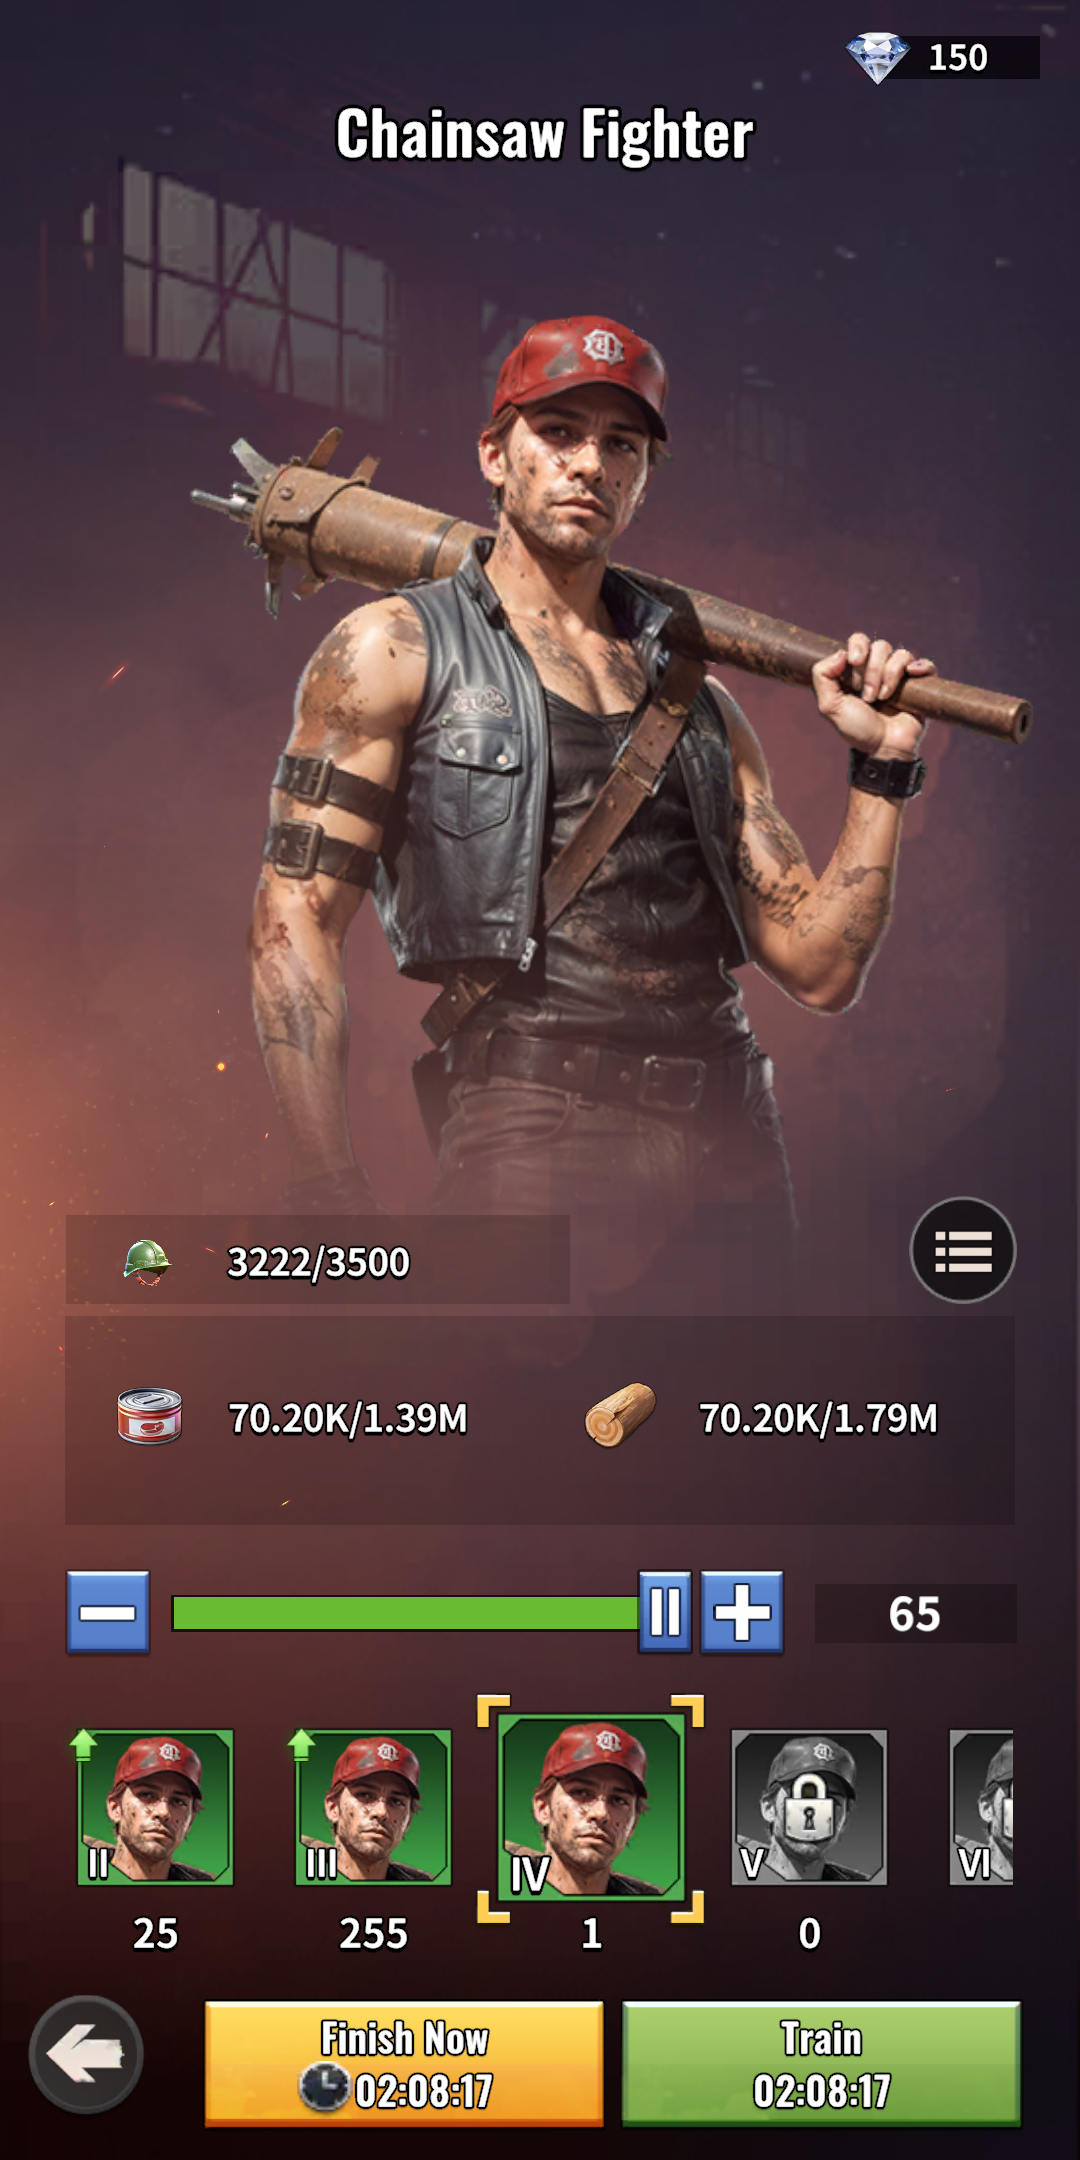 150
Chainsaw Fighter
3222/3500
70.20K/1.39M
70.20K/1.79M
65
II
III
IV
V
VI
25
255
1
0
Finish Now
02:08:17
Train
02:08:17